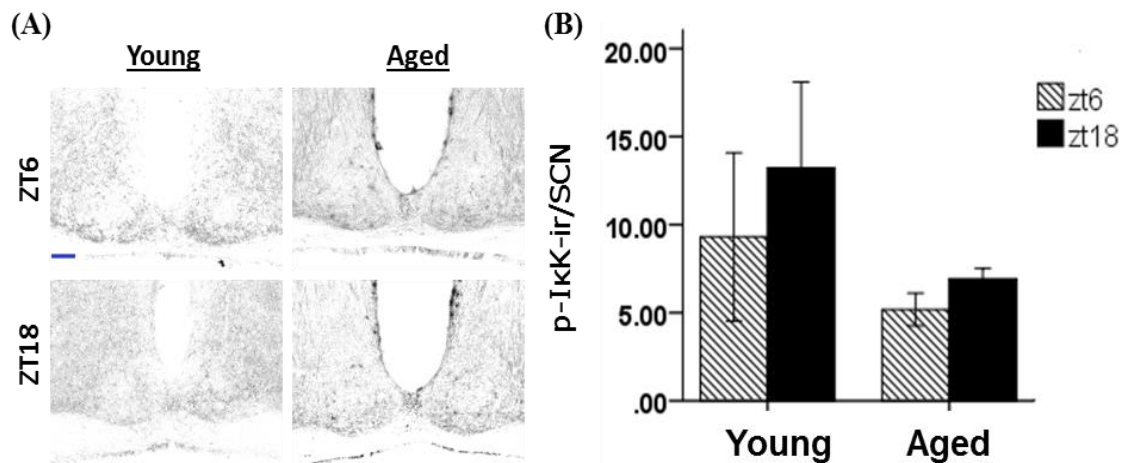 (A)
Young Aged
ZT6
ZT18
(B)
20.00
15.00
10.00
5.00
.00
p-IκK-ir/SCN
zt6
zt18
Young Aged